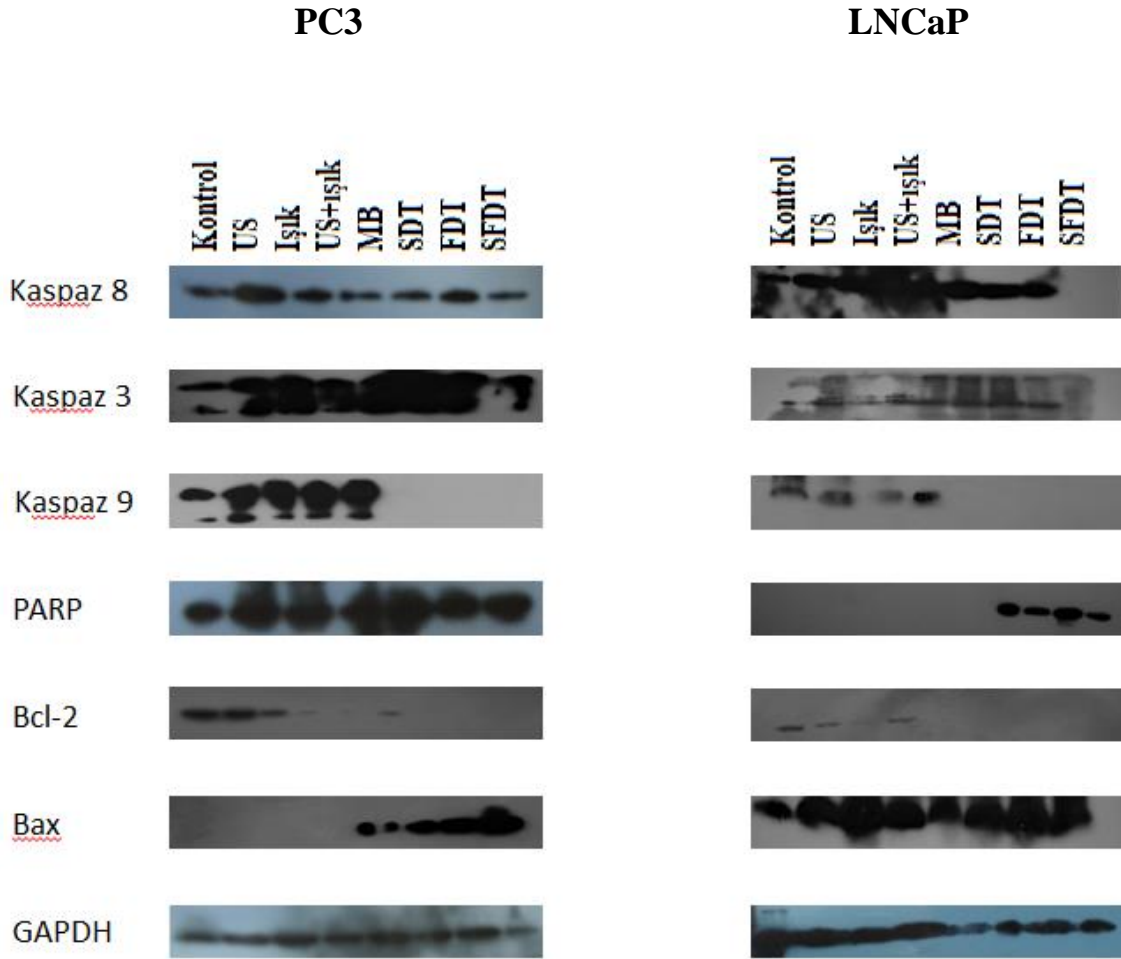 PC3
LNCaP
Kontrol
US
Işık
US+ışık
MB
SDT
FDT
SFDT
Kontrol
US
Işık
US+ışık
MB
SDT
FDT
SFDT
Kaspaz 8
Kaspaz 3
Kaspaz 9
PARP
Bcl-2
Bax
GAPDH